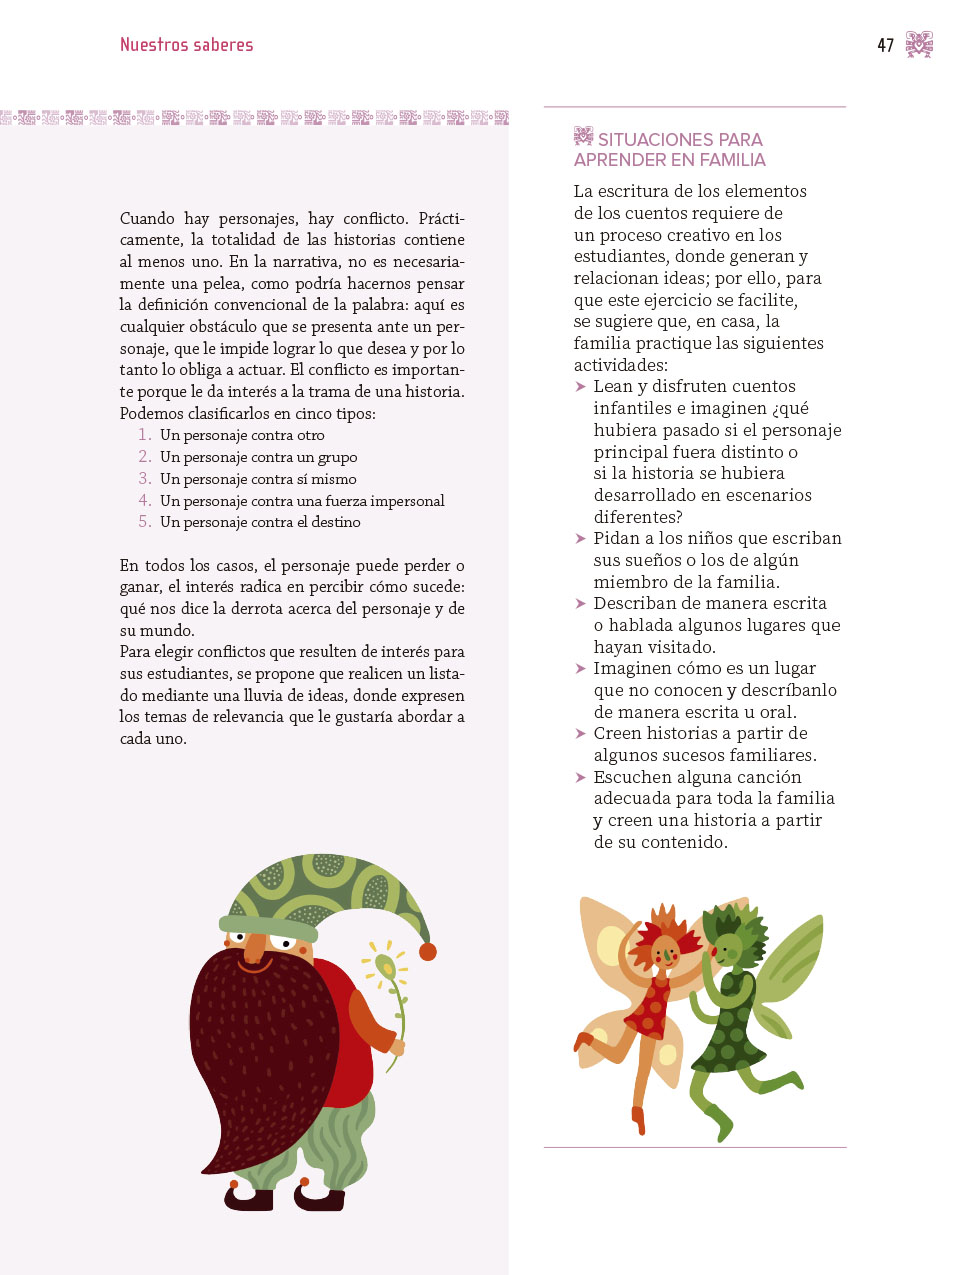 Nuestros saberes
47
Cuando hay personajes, hay conflicto. Prácti-
camente, la totalidad de las historias contiene
al menos uno. En la narrativa, no es necesaria-
mente una pelea, como podría hacernos pensar
la definición convencional de la palabra: aquí es
cualquier obstáculo que se presenta ante un per-
sonaje, que le impide lograr lo que desea y por lo
tanto lo obliga a actuar. El conflicto es importan-
te porque le da interés a la trama de una historia.
Podemos clasificarlos en cinco tipos:
1. Un personaje contra otro
2. Un personaje contra un grupo
3. Un personaje contra sí mismo
4. Un personaje contra una fuerza impersonal
5. Un personaje contra el destino
En todos los casos, el personaje puede perder o
ganar, el interés radica en percibir cómo sucede:
qué nos dice la derrota acerca del personaje y de
su mundo.
Para elegir conflictos que resulten de interés para
sus estudiantes, se propone que realicen un lista-
do mediante una lluvia de ideas, donde expresen
los temas de relevancia que le gustaría abordar a
cada uno.
SITUACIONES PARA
APRENDER EN FAMILIA
La escritura de los elementos
de los cuentos requiere de
un proceso creativo en los
estudiantes, donde generan y
relacionan ideas; por ello, para
que este ejercicio se facilite,
se sugiere que, en casa, la
familia practique las siguientes
actividades:
➤ Lean y disfruten cuentos
infantiles e imaginen ¿qué
hubiera pasado si el personaje
principal fuera distinto o
si la historia se hubiera
desarrollado en escenarios
diferentes?
➤ Pidan a los niños que escriban
sus sueños o los de algún
miembro de la familia.
➤ Describan de manera escrita
o hablada algunos lugares que
hayan visitado.
➤ Imaginen cómo es un lugar
que no conocen y descríbanlo
de manera escrita u oral.
➤ Creen historias a partir de
algunos sucesos familiares.
➤ Escuchen alguna canción
adecuada para toda la familia
y creen una historia a partir
de su contenido.